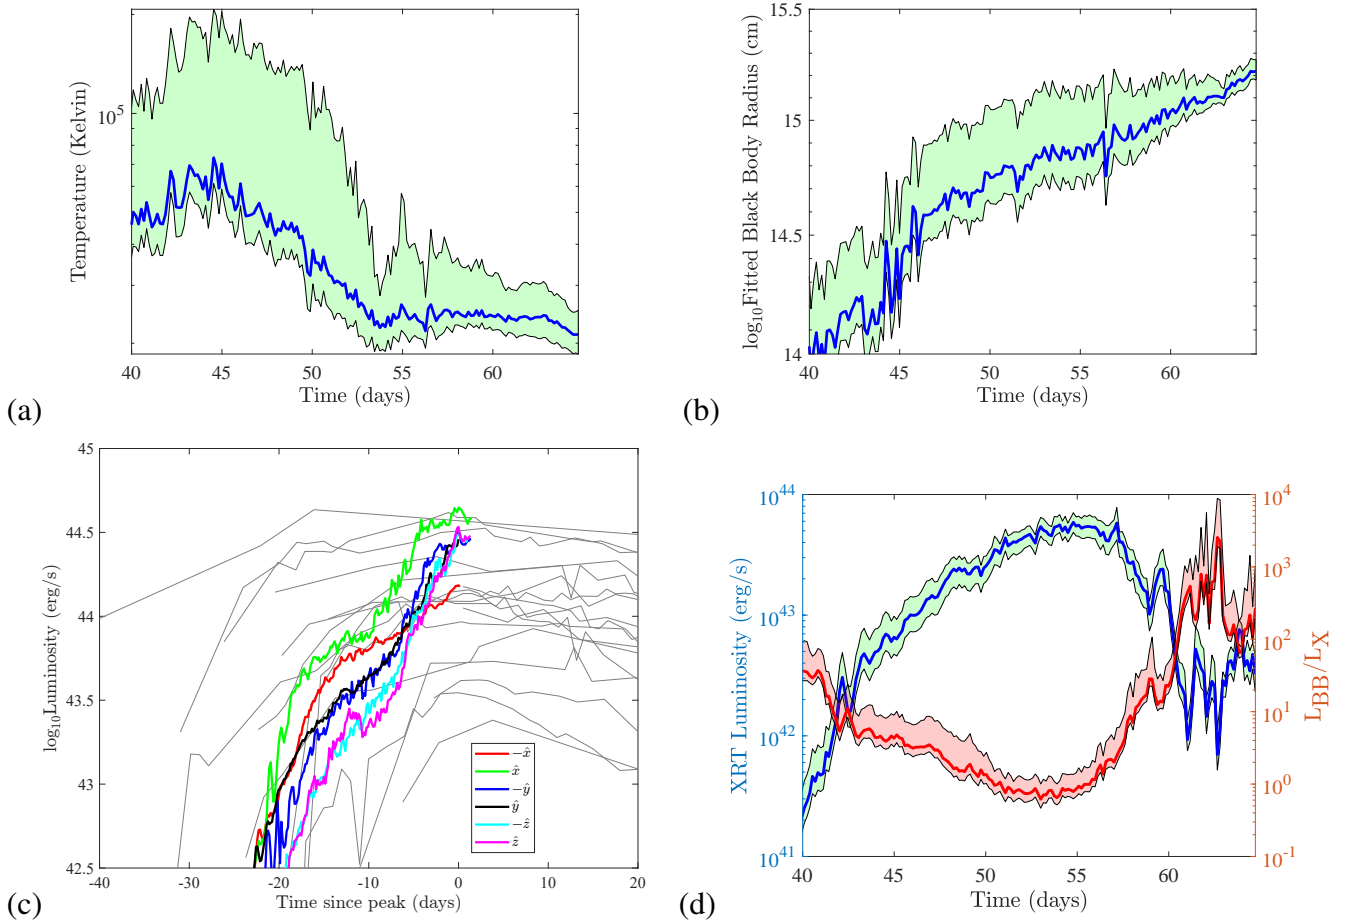 Temperature (Kelvin)
10^5
40 45 50 55 60
Time (days)
(a)
log10Fitted Black Body Radius (cm)
15.5
15
14.5
14
40 45 50 55 60
Time (days)
(b)
log10Luminosity (erg/s)
45
44.5
44
43.5
43
42.5
-40 -30 -20 -10 0 10 20
Time since peak (days)
−x̂
x̂
−ŷ
ŷ
−ẑ
ẑ
(c)
XRT Luminosity (erg/s)
10^44
10^43
10^42
10^41
40 45 50 55 60
Time (days)
10^4
10^3
10^2
10^1
10^0
10^-1
LBB/LX
(d)